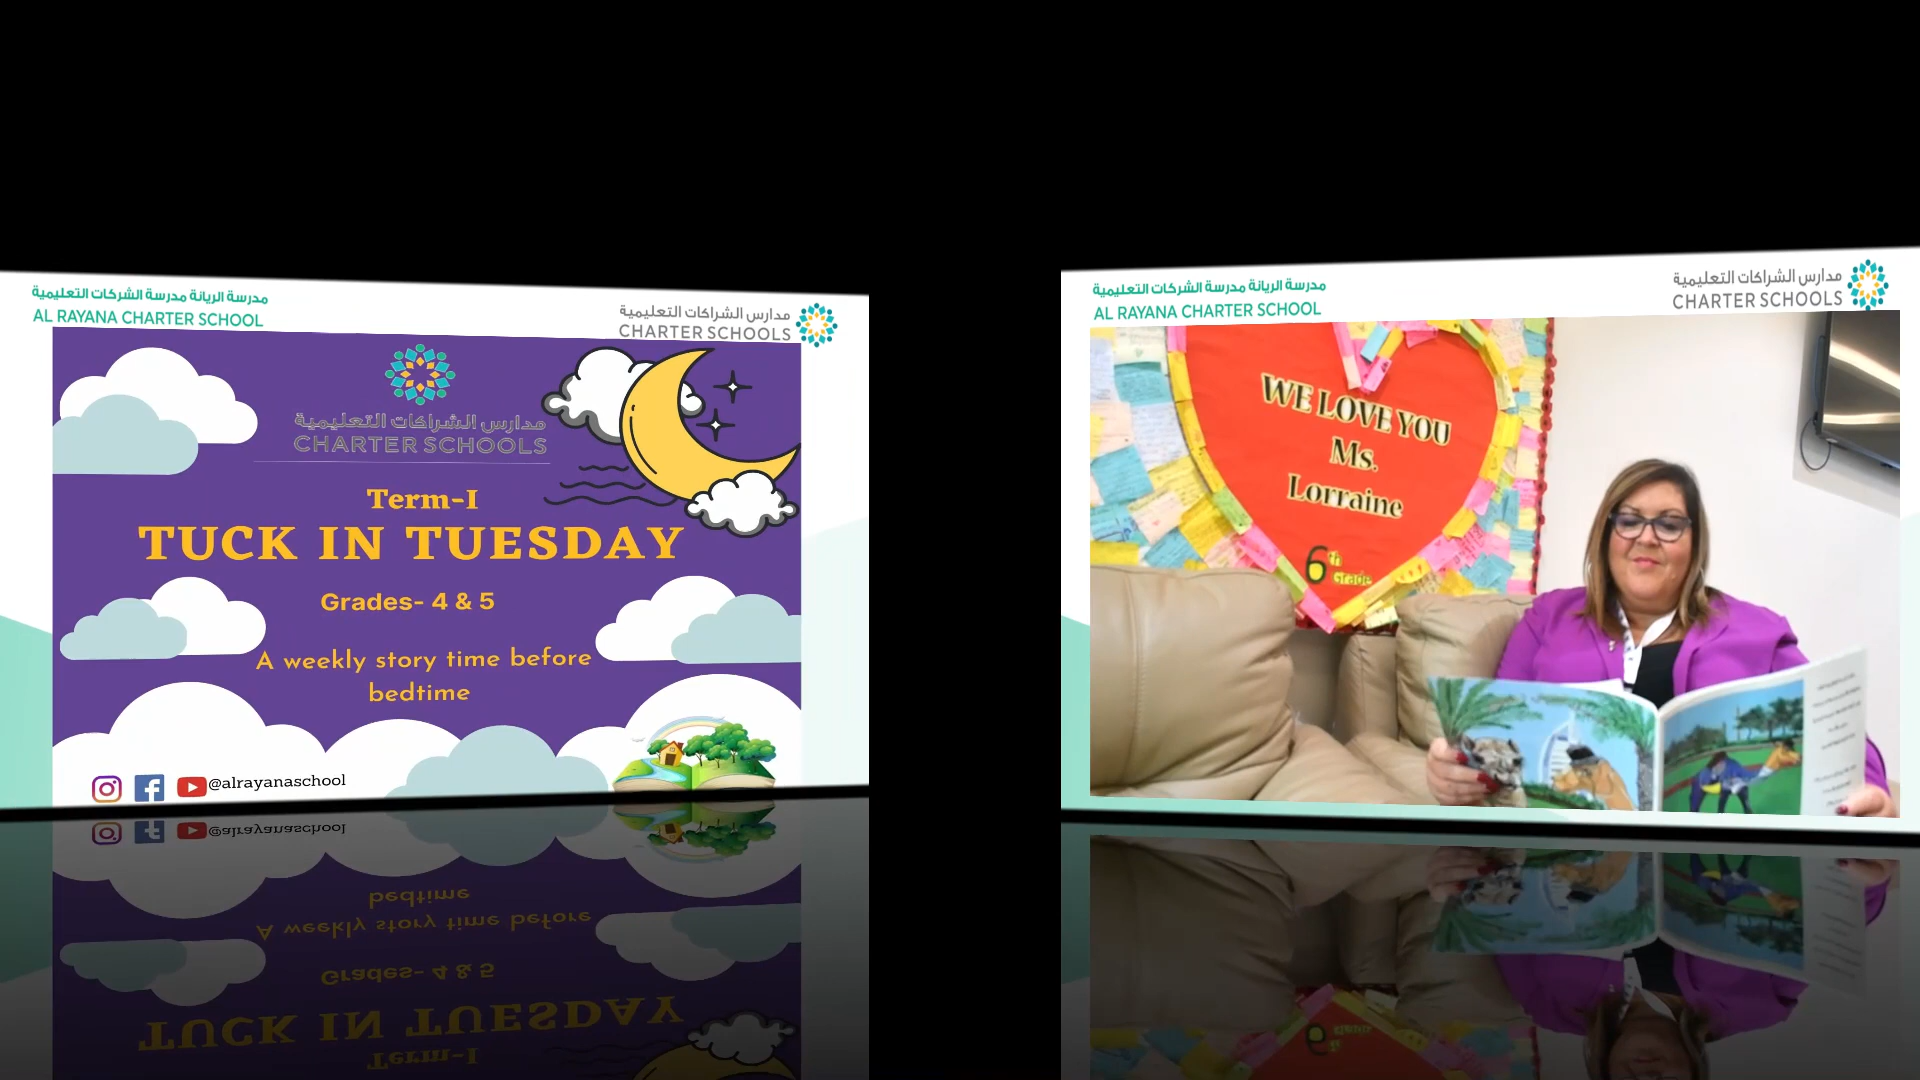 مدرسة الريانة مدرسة الشركات التعليمية
AL RAYANA CHARTER SCHOOL
مدارس الشراكات التعليمية
CHARTER SCHOOLS
مدارس الشراكات التعليمية
CHARTER SCHOOLS
Term-I
TUCK IN TUESDAY
Grades- 4 & 5
A weekly story time before
bedtime
@alrayanaschool
مدرسة الريانة مدرسة الشركات التعليمية
AL RAYANA CHARTER SCHOOL
مدارس الشراكات التعليمية
CHARTER SCHOOLS
WE LOVE YOU
Ms.
Lorraine
6th
Grade